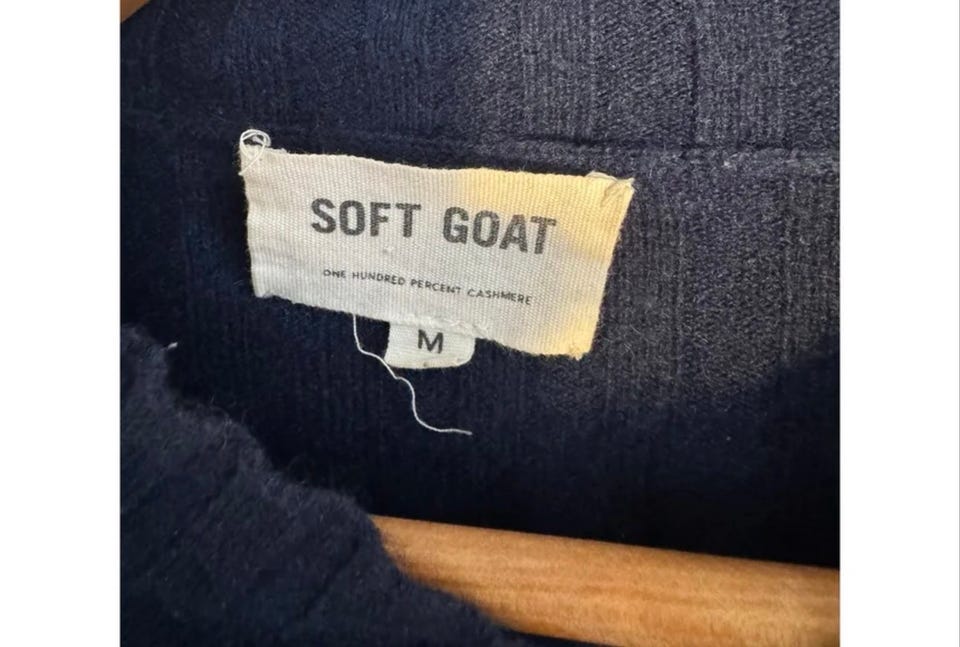 SOFT GOAT
ONE HUNDRED PERCENT CASHMERE
M